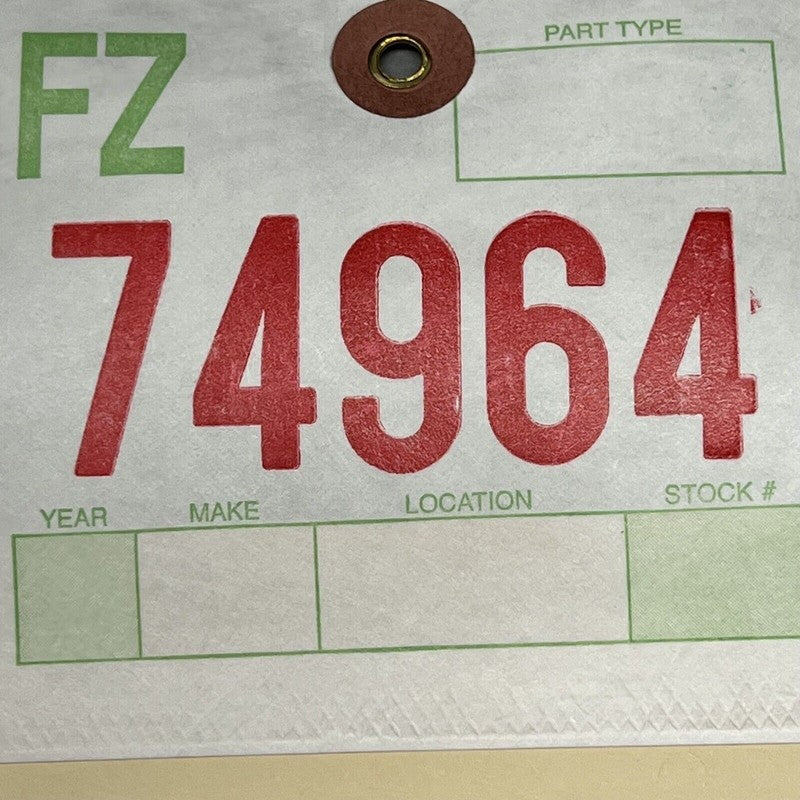 FZ PART TYPE
74964
YEAR MAKE LOCATION STOCK #